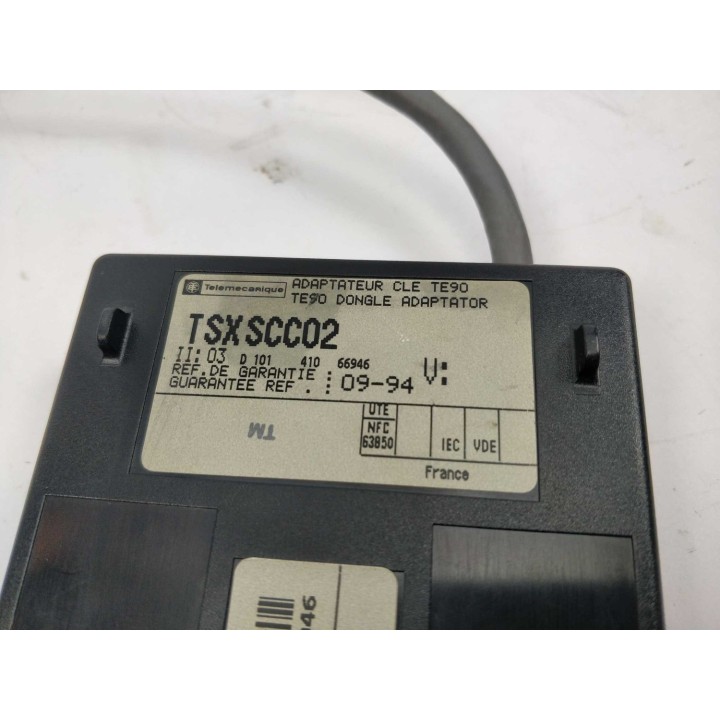 Telemecanique
ADAPTATEUR CLE TE90
TE90 DONGLE ADAPTATOR
TSXSCC02
II: 03 D 101 410 66946 V:
REF.DE GARANTIE :
GUARANTEE REF . : 09-94 V:
TM
UTE
NFC
63850
IEC VDE
France
946